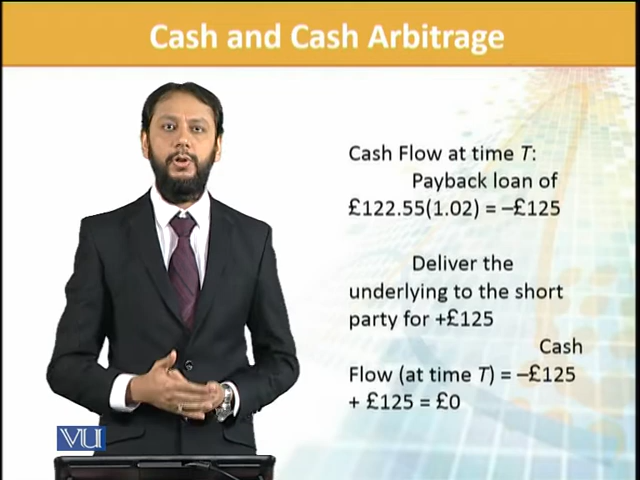 Cash and Cash Arbitrage
Cash Flow at time T:
Payback loan of
£122.55(1.02) = –£125
Deliver the
underlying to the short
party for +£125
Cash
Flow (at time T) = –£125
+ £125 = £0
VU